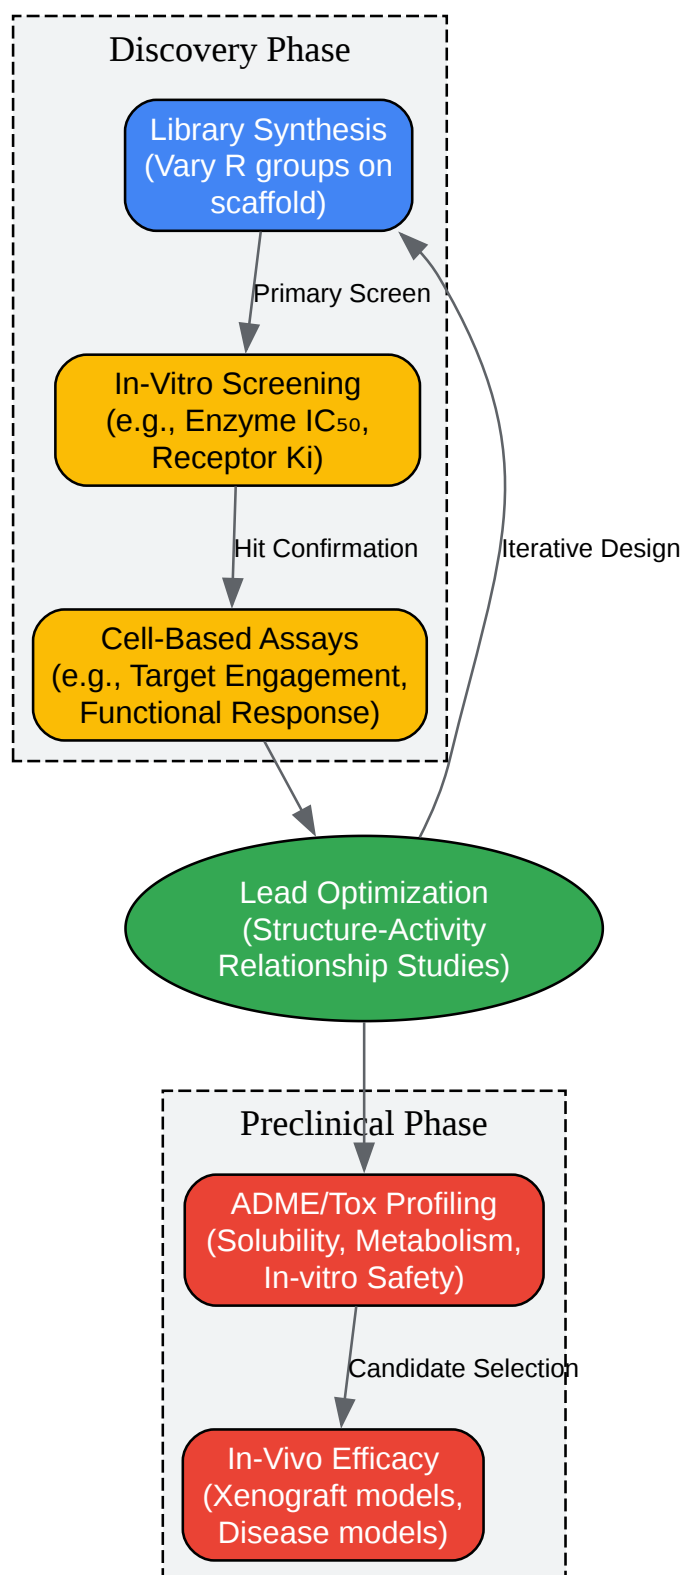 Discovery Phase
Library Synthesis
(Vary R groups on
scaffold)
Primary Screen
In-Vitro Screening
(e.g., Enzyme IC₅₀,
Receptor Ki)
Hit Confirmation
Iterative Design
Cell-Based Assays
(e.g., Target Engagement,
Functional Response)
Lead Optimization
(Structure-Activity
Relationship Studies)
Preclinical Phase
ADME/Tox Profiling
(Solubility, Metabolism,
In-vitro Safety)
Candidate Selection
In-Vivo Efficacy
(Xenograft models,
Disease models)